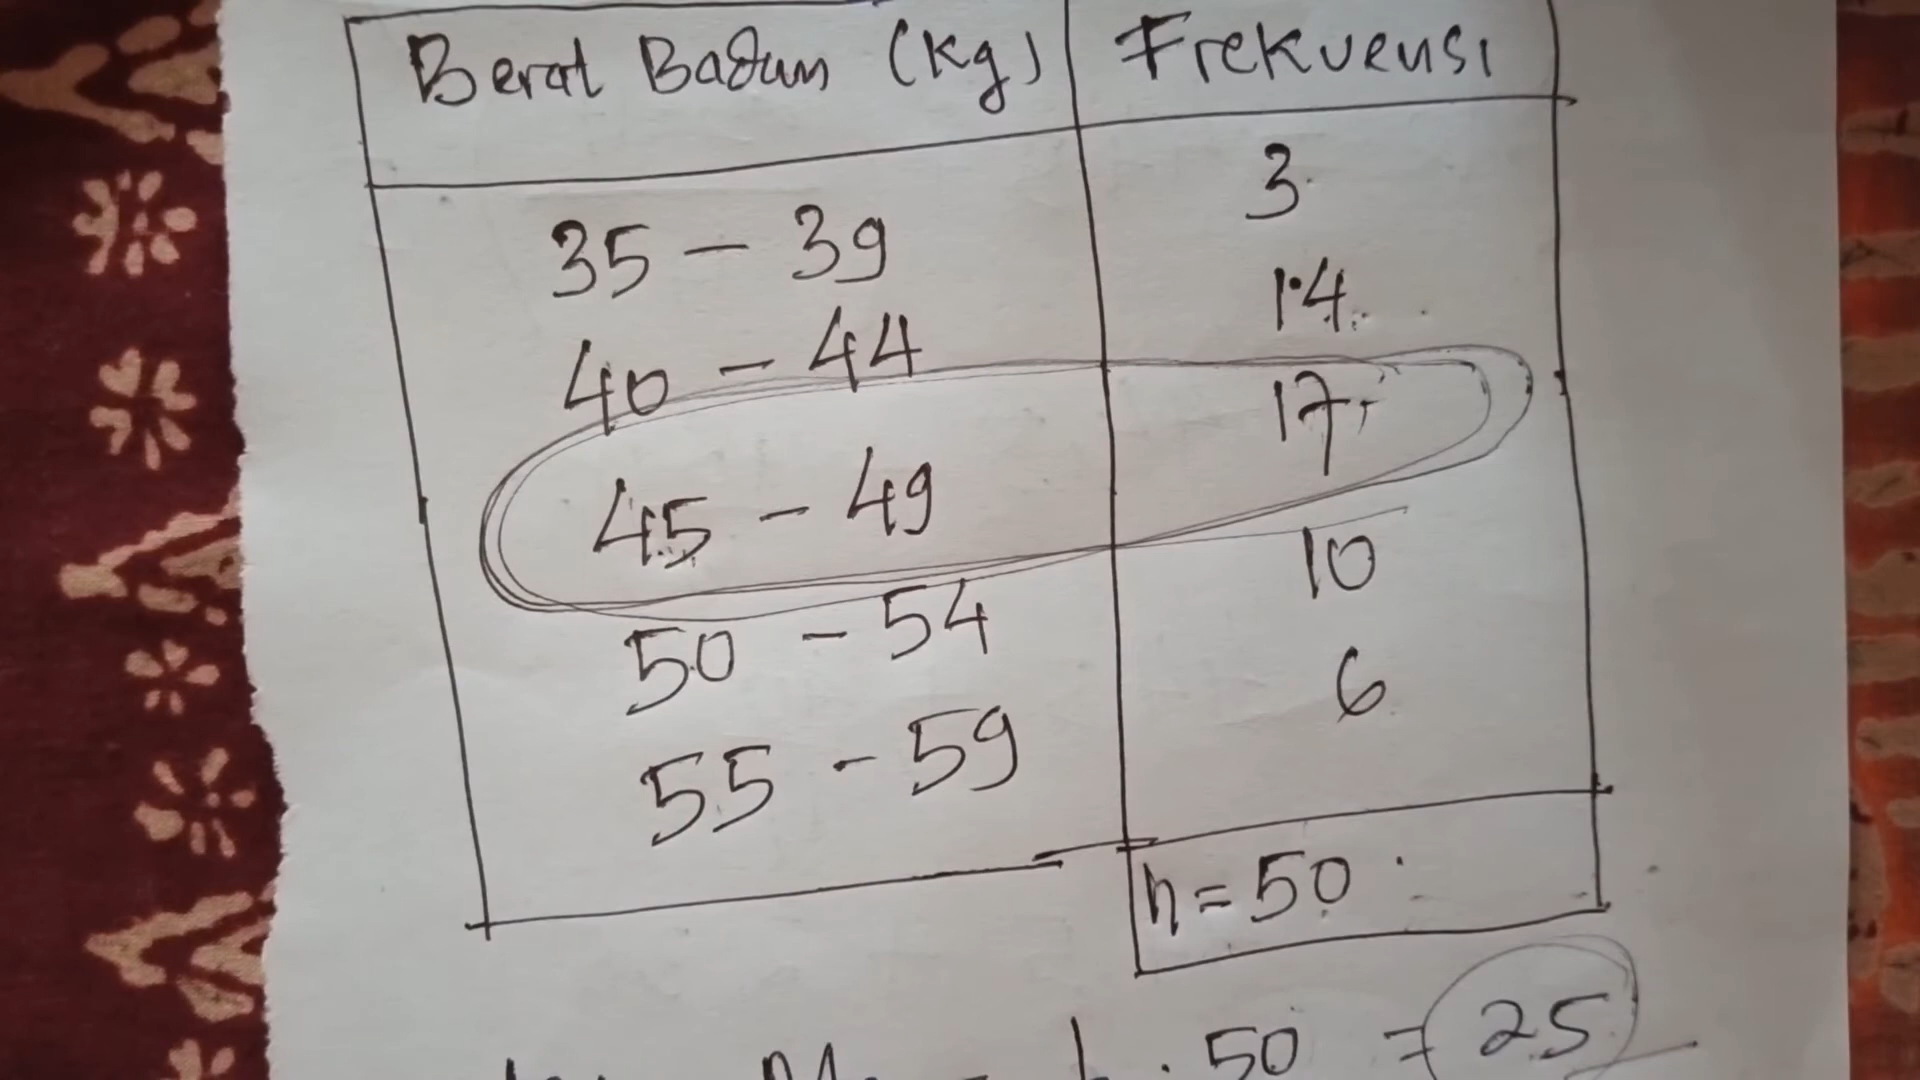 Berat Badan (Kg) Frekuensi
35 - 39 3
40 - 44 14
45 - 49 17
50 - 54 10
55 - 59 6
n = 50
. 50 = 25